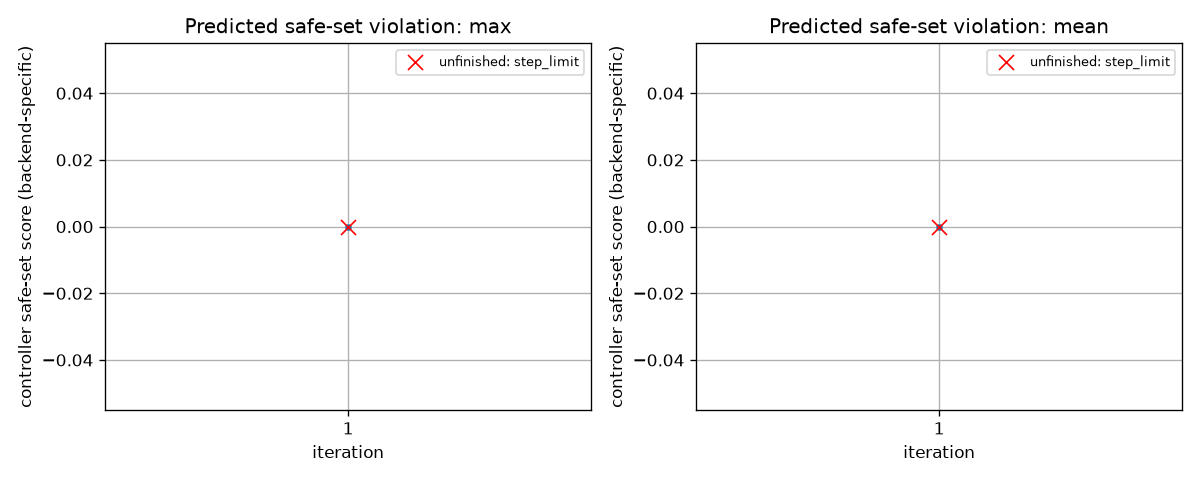 Predicted safe-set violation: max
unfinished: step_limit
controller safe-set score (backend-specific)
0.04
0.02
0.00
−0.02
−0.04
1
iteration
Predicted safe-set violation: mean
unfinished: step_limit
controller safe-set score (backend-specific)
0.04
0.02
0.00
−0.02
−0.04
1
iteration